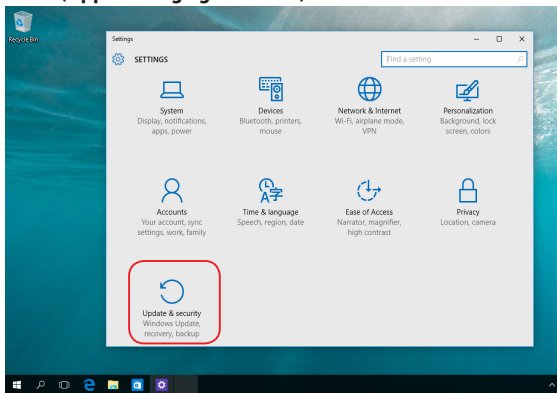 Recycle Bin
Settings
SETTINGS
Find a setting
System
Display, notifications,
apps, power
Devices
Bluetooth, printers,
mouse
Network & Internet
Wi-Fi, airplane mode,
VPN
Personalization
Background, lock
screen, colors
Accounts
Your account, sync
settings, work, family
Time & language
Speech, region, date
Ease of Access
Narrator, magnifier,
high contrast
Privacy
Location, camera
Update & security
Windows Update,
recovery, backup